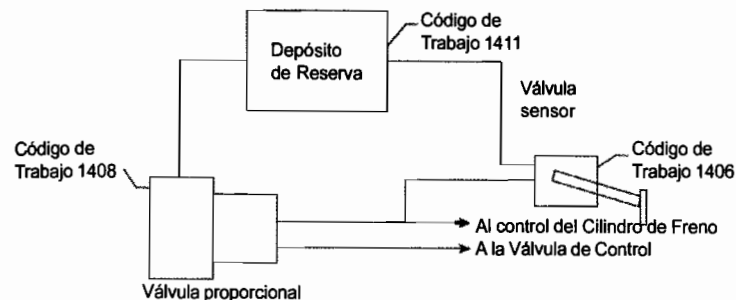 Depósito
de Reserva
Código de
Trabajo 1411
Válvula
sensor
Código de
Trabajo 1408
Código de
Trabajo 1406
Al control del Cilindro de Freno
A la Válvula de Control
Válvula proporcional